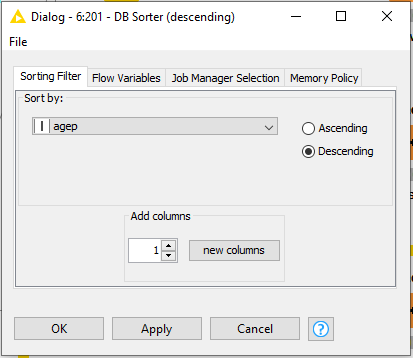 Dialog - 6:201 - DB Sorter (descending)
File
Sorting Filter Flow Variables Job Manager Selection Memory Policy
Sort by:
I agep
Ascending
Descending
Add columns
1 new columns
OK Apply Cancel ?